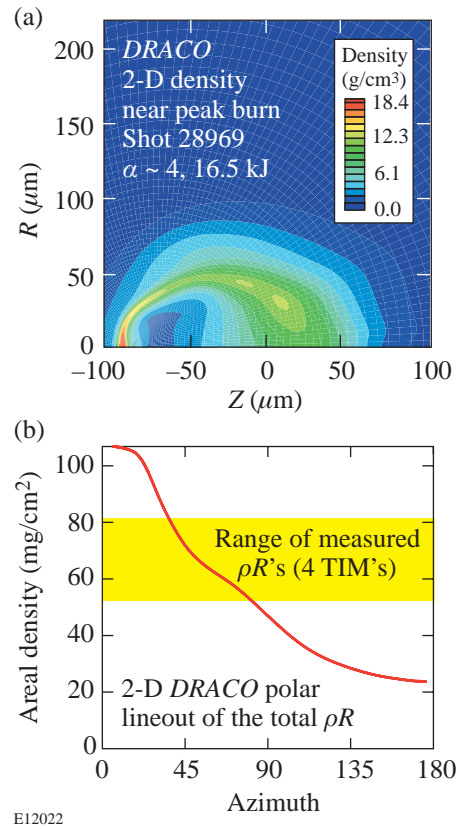 (a)
DRACO
2-D density
near peak burn
Shot 28969
α ~ 4, 16.5 kJ
Density
(g/cm³)
18.4
12.3
6.1
0.0
200
150
100
50
0
R (μm)
–100
–50
0
50
100
Z (μm)
(b)
100
80
60
40
20
0
Areal density (mg/cm²)
Range of measured
ρR's (4 TIM's)
2-D DRACO polar
lineout of the total ρR
0
45
90
135
180
Azimuth
E12022